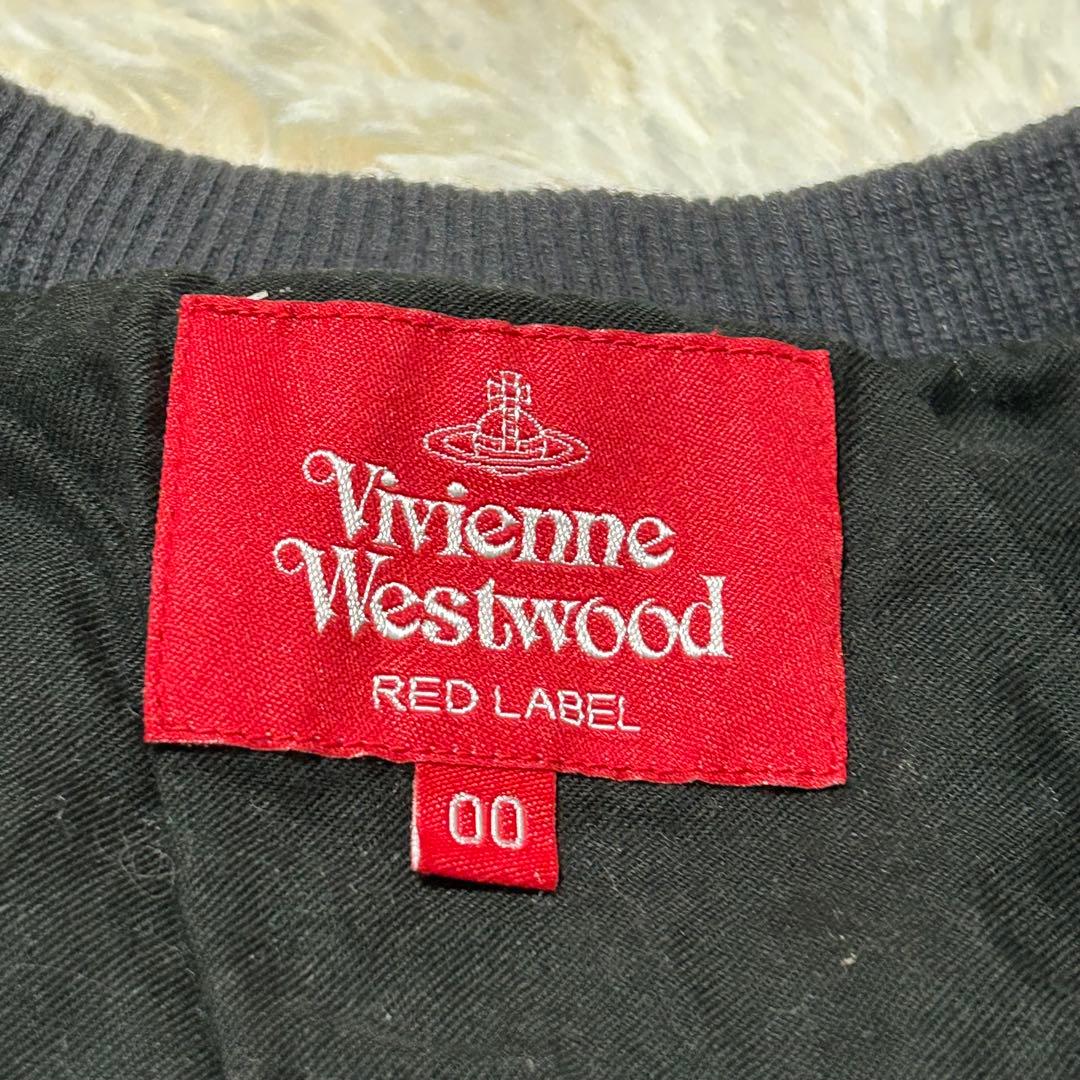 Vivienne
Westwood
RED LABEL
00